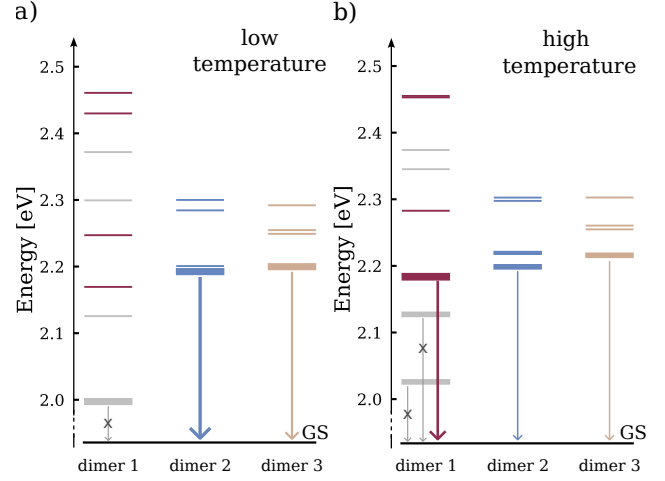 a)
low
temperature
Energy [eV]
2.5
2.4
2.3
2.2
2.1
2.0
x
GS
dimer 1
dimer 2
dimer 3
b)
high
temperature
Energy [eV]
2.5
2.4
2.3
2.2
2.1
2.0
x
x
GS
dimer 1
dimer 2
dimer 3